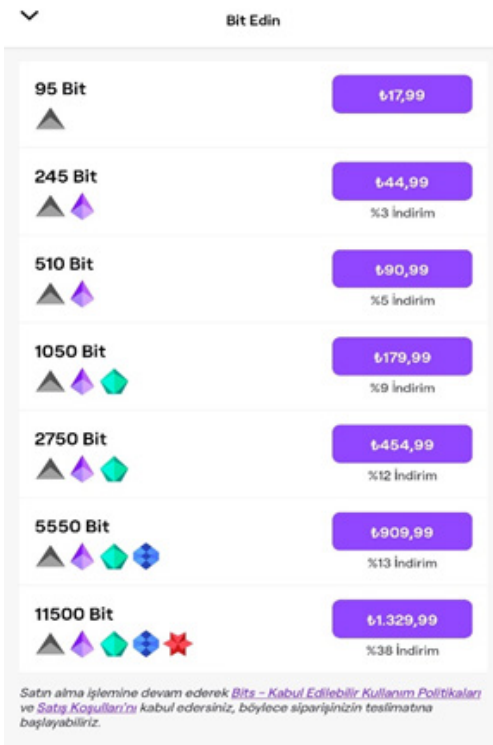 Bit Edin
95 Bit
₺17,99
245 Bit
₺44,99
%3 İndirim
510 Bit
₺90,99
%5 İndirim
1050 Bit
₺179,99
%9 İndirim
2750 Bit
₺454,99
%12 İndirim
5550 Bit
₺909,99
%13 İndirim
11500 Bit
₺1.329,99
%38 İndirim
Satın alma işlemine devam ederek Bits – Kabul Edilebilir Kullanım Politikaları
ve Satış Koşulları'nı kabul edersiniz, böylece siparişinizin teslimatına
başlayabiliriz.